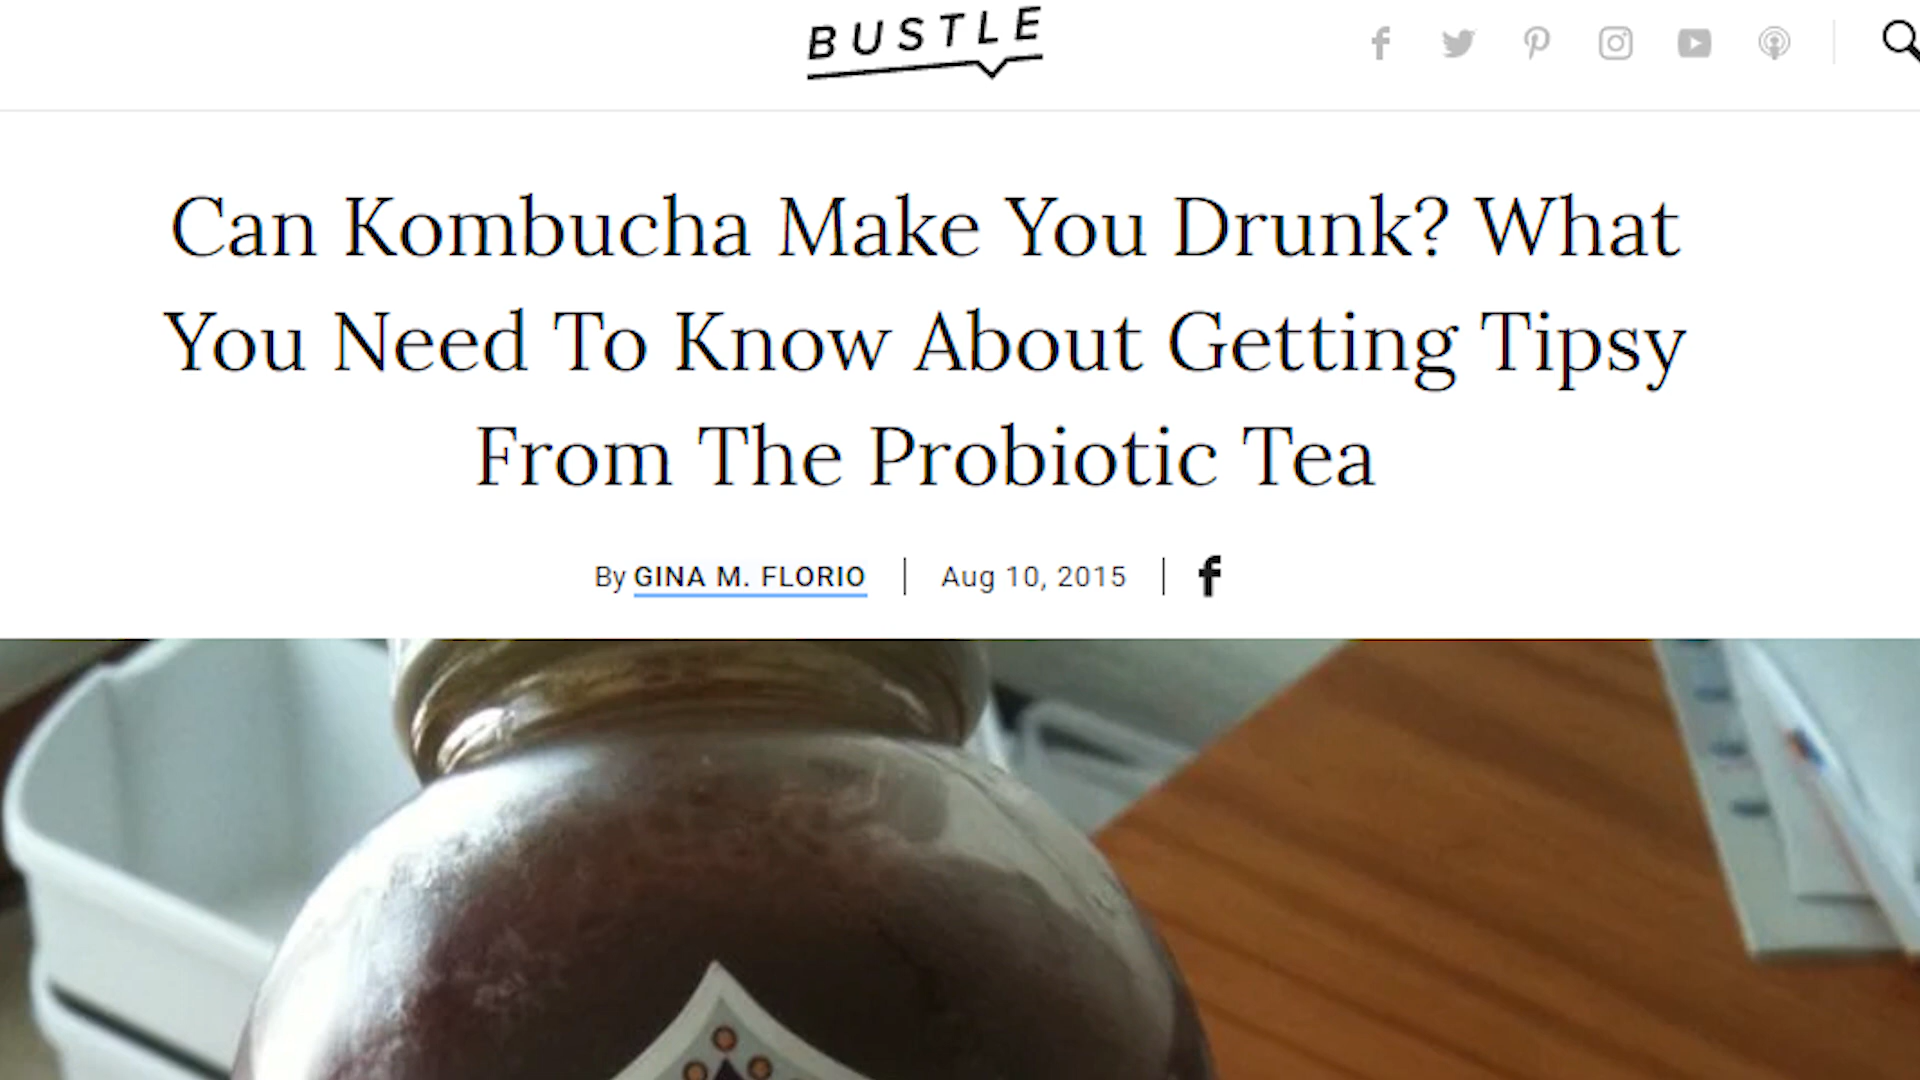 BUSTLE
Can Kombucha Make You Drunk? What
You Need To Know About Getting Tipsy
From The Probiotic Tea
By GINA M. FLORIO | Aug 10, 2015 |